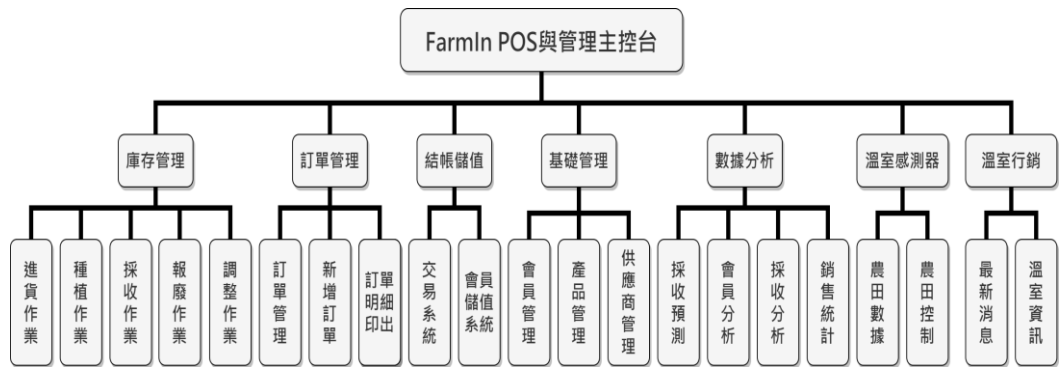 FarmIn POS與管理主控台
庫存管理
訂單管理
結帳儲值
基礎管理
數據分析
溫室感測器
溫室行銷
進貨作業
種植作業
採收作業
報廢作業
調整作業
訂單管理
新增訂單
訂單
明細
印出
交易系統
會員
儲值
系統
會員管理
產品管理
供應商管理
採收預測
會員分析
採收分析
銷售統計
農田數據
農田控制
最新消息
溫室資訊